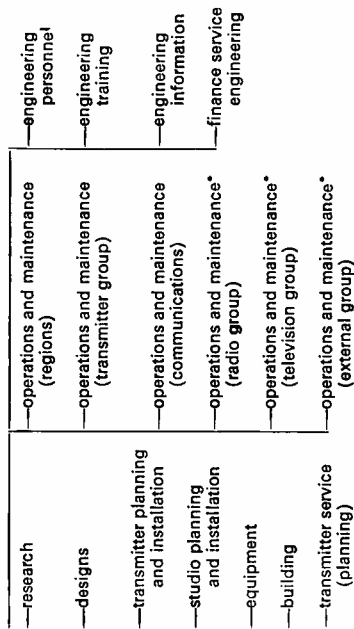 research
designs
transmitter planning
and installation
studio planning
and installation
equipment
building
transmitter service
(planning)
operations and maintenance
(regions)
operations and maintenance
(transmitter group)
operations and maintenance
(communications)
operations and maintenance*
(radio group)
operations and maintenance*
(television group)
operations and maintenance*
(external group)
engineering
personnel
engineering
training
engineering
information
finance service
engineering